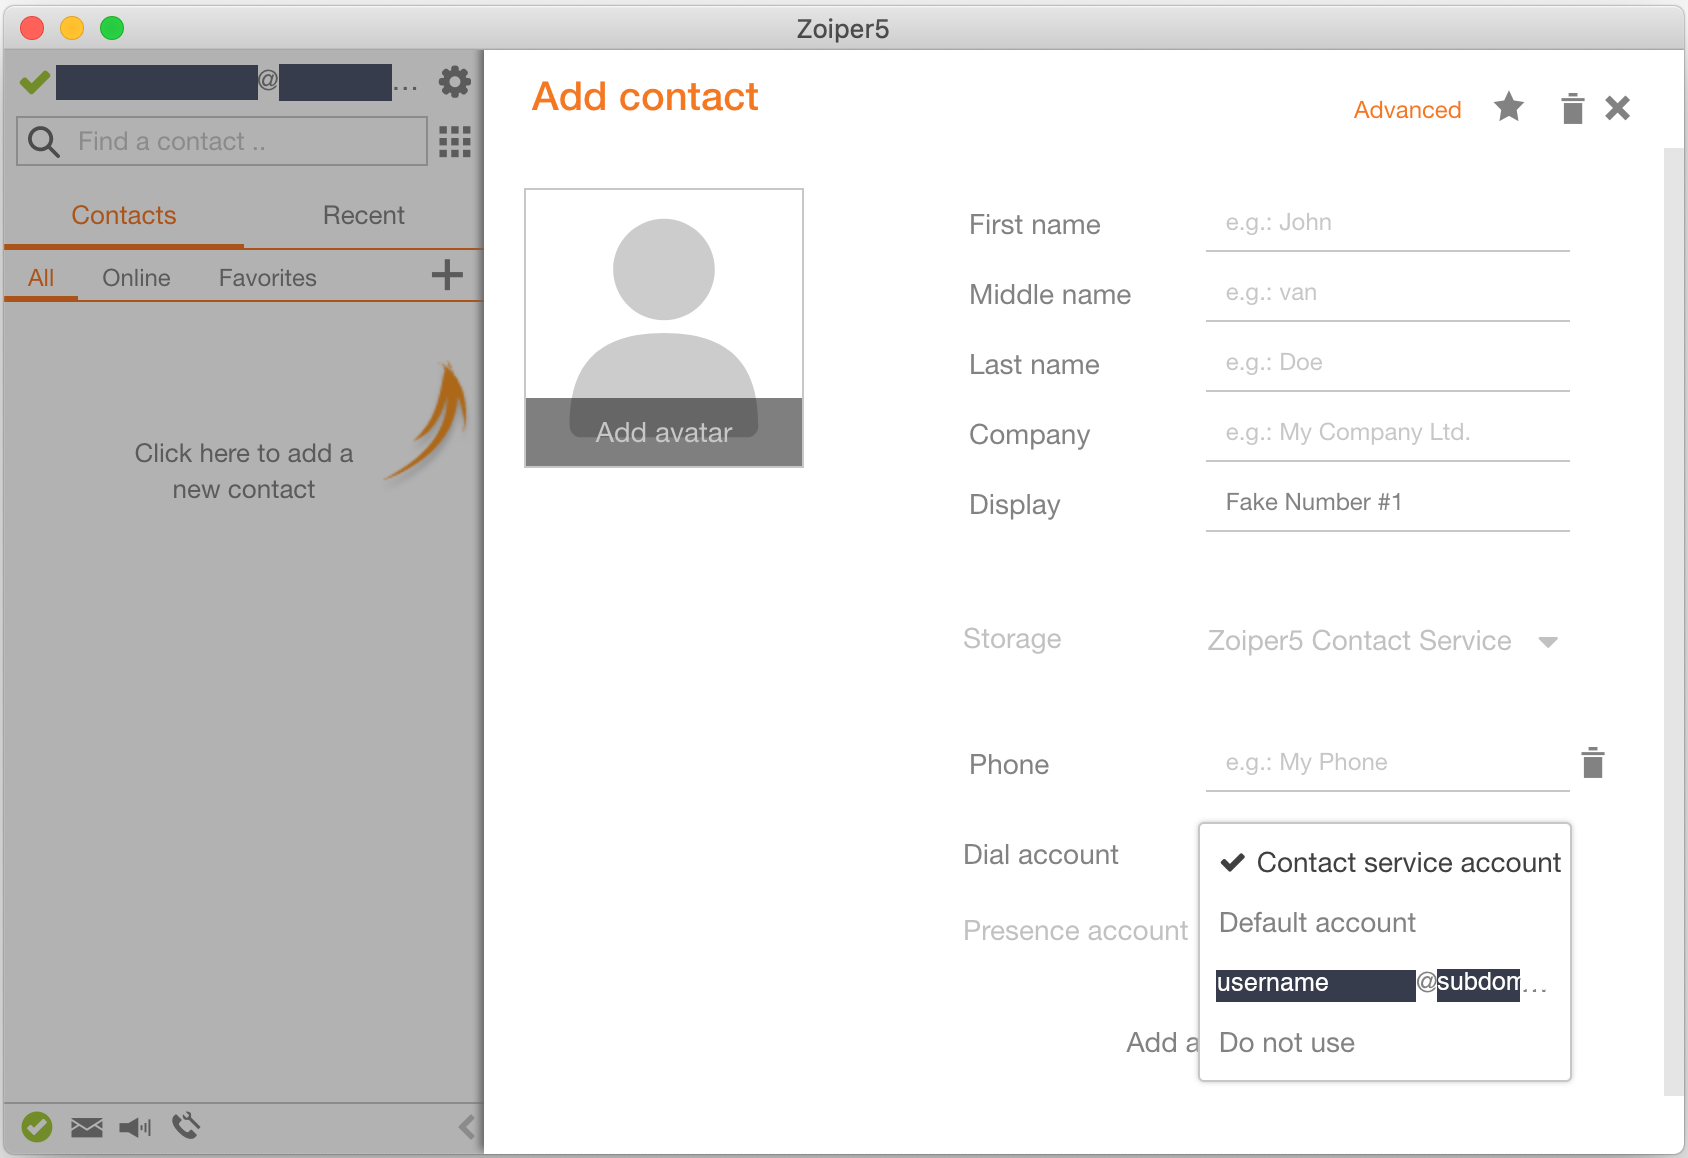 Zoiper5
@ ...
Find a contact ..
Contacts Recent
All Online Favorites
Click here to add a
new contact
Add contact
Advanced
Add avatar
First name e.g.: John
Middle name e.g.: van
Last name e.g.: Doe
Company e.g.: My Company Ltd.
Display Fake Number #1
Storage Zoiper5 Contact Service
Phone e.g.: My Phone
Dial account
Contact service account
Default account
Presence account
username @subdom...
Add a
Do not use